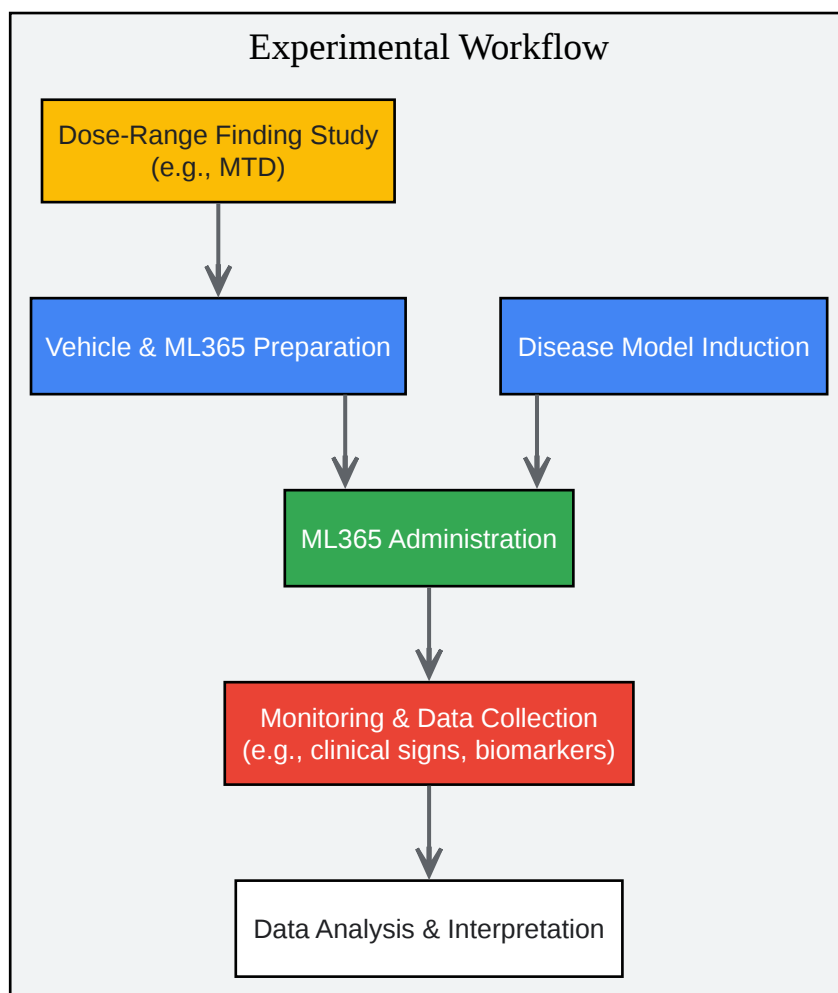 Experimental Workflow
Dose-Range Finding Study
(e.g., MTD)
Vehicle & ML365 Preparation
Disease Model Induction
ML365 Administration
Monitoring & Data Collection
(e.g., clinical signs, biomarkers)
Data Analysis & Interpretation